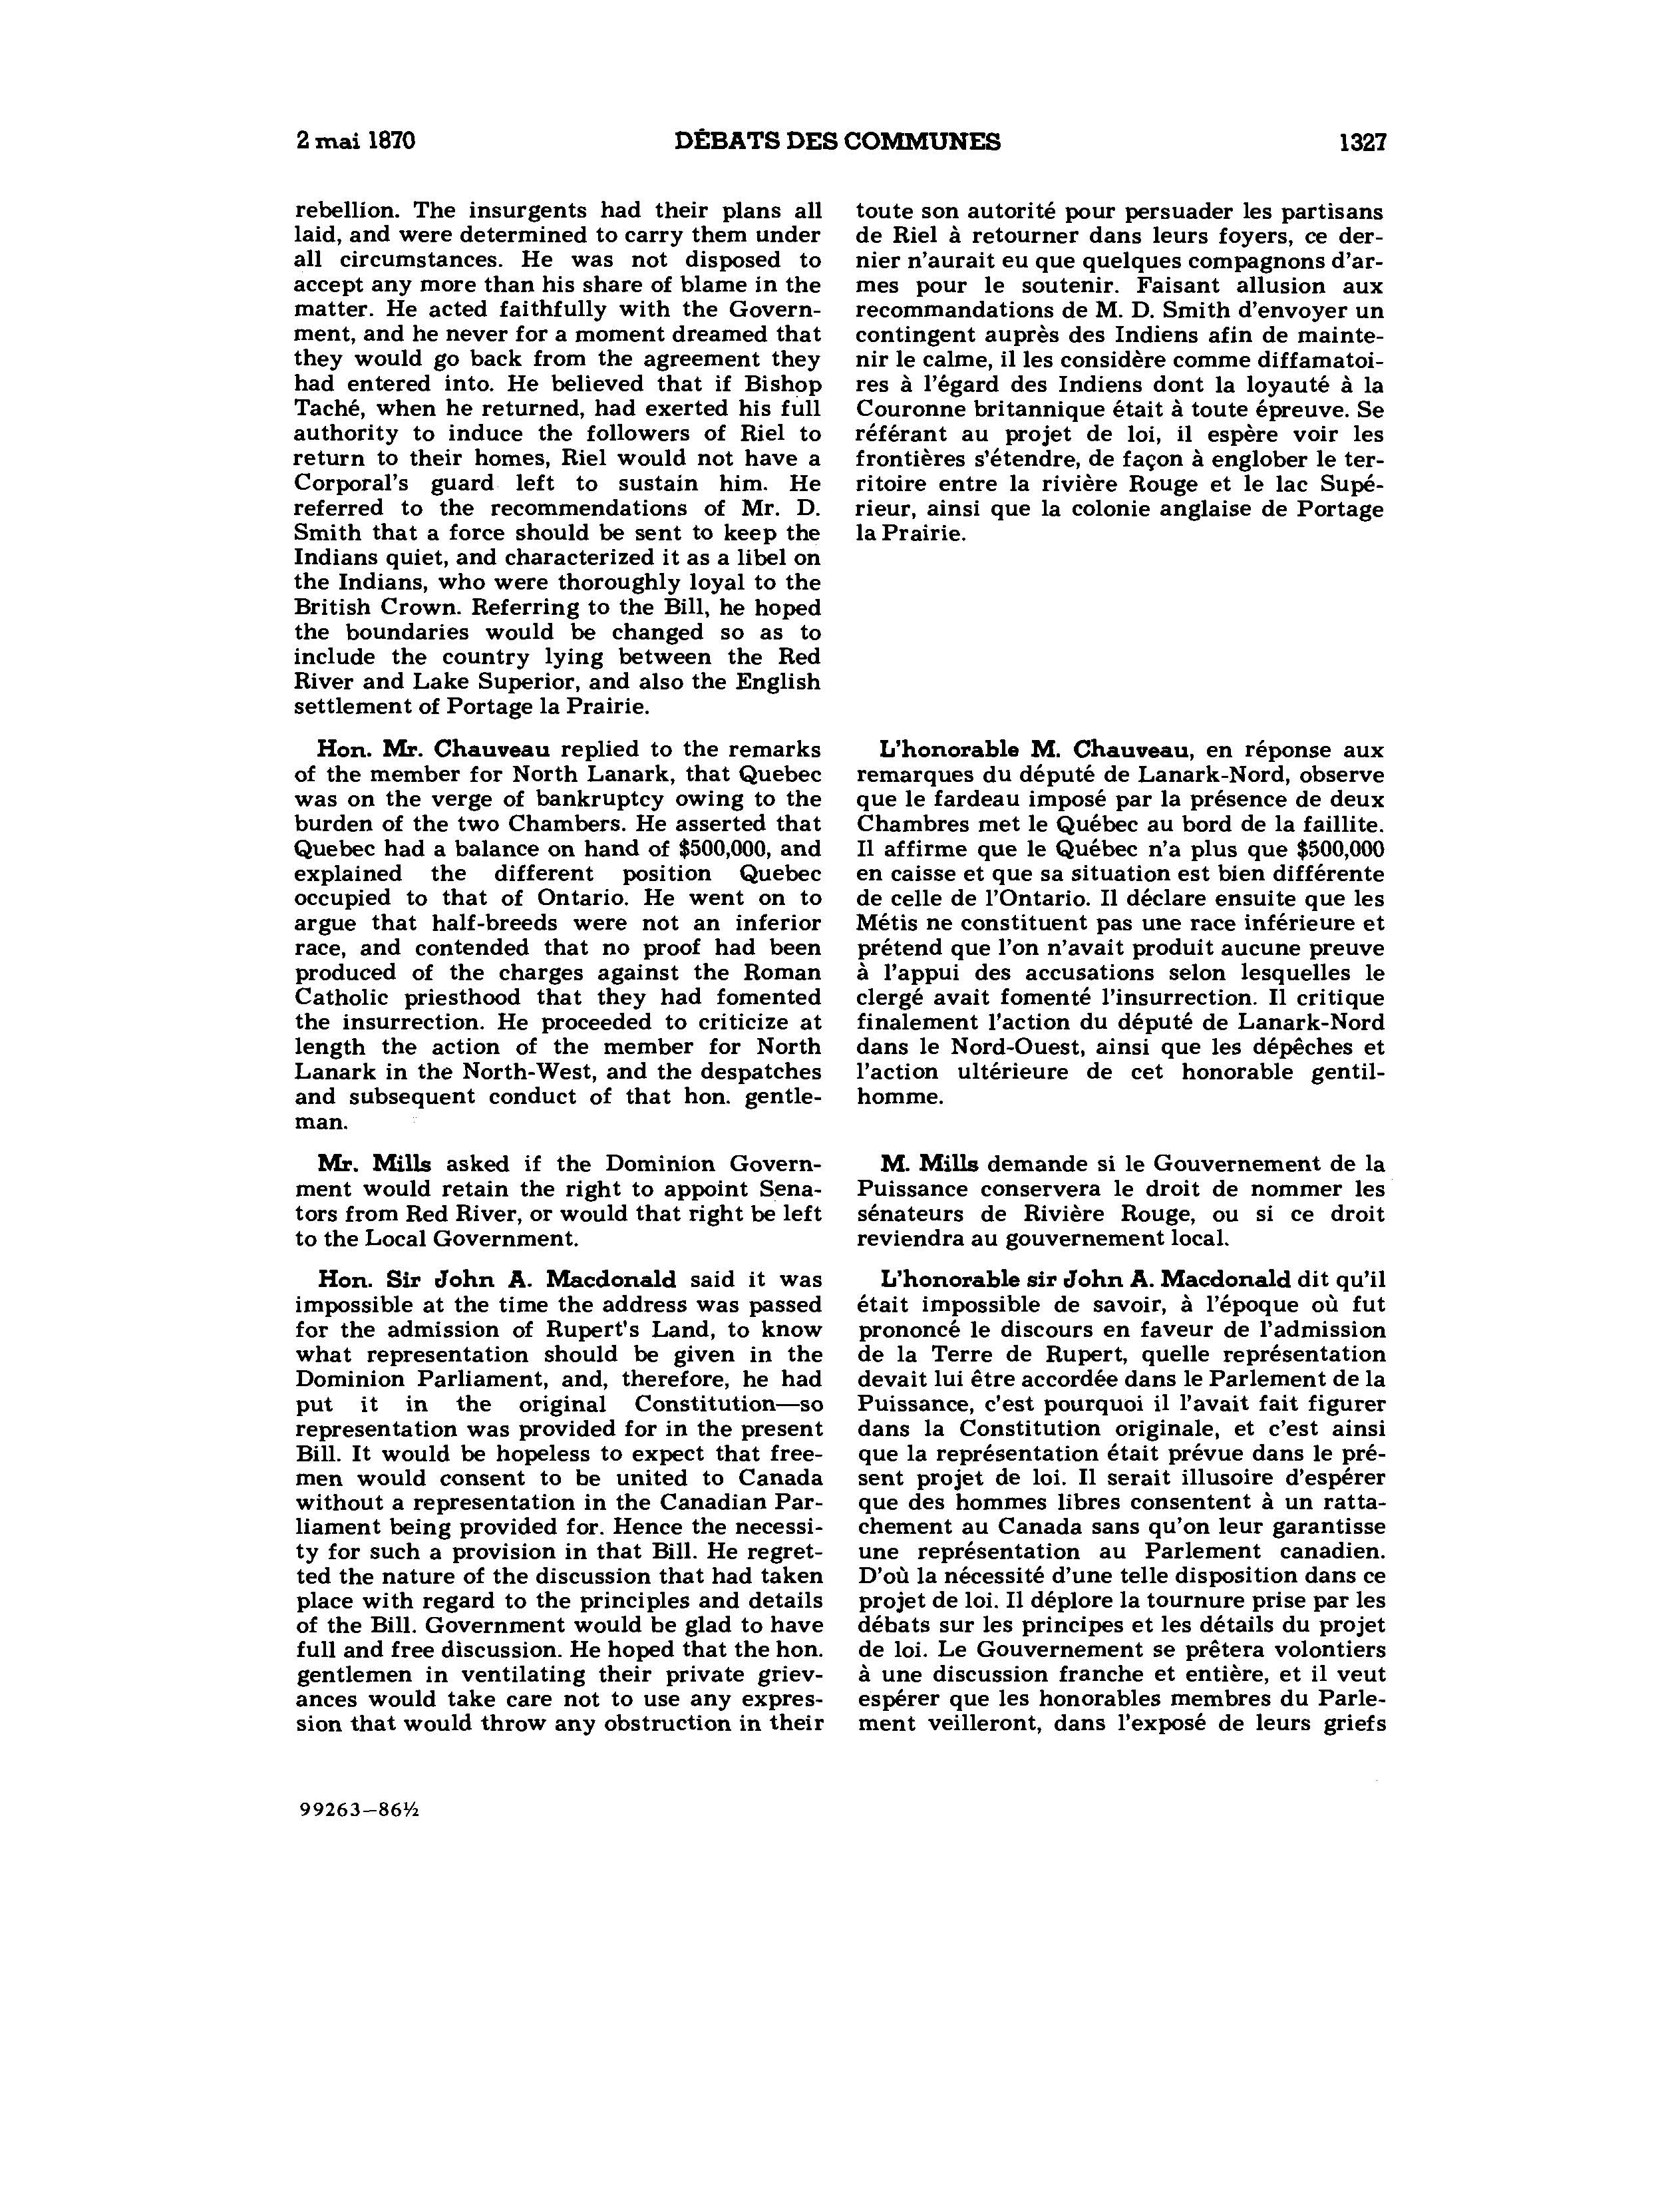 2 mai 1870
DÉBATS DES COMMUNES
1327
rebellion. The insurgents had their plans all
laid, and were determined to carry them under
all circumstances. He was not disposed to
accept any more than his share of blame in the
matter. He acted faithfully with the Govern-
ment, and he never for a moment dreamed that
they would go back from the agreement they
had entered into. He believed that if Bishop
Taché, when he returned, had exerted his full
authority to induce the followers of Riel to
return to their homes, Riel would not have a
Corporal's guard left to sustain him. He
referred to the recommendations of Mr. D.
Smith that a force should be sent to keep the
Indians quiet, and characterized it as a libel on
the Indians, who were thoroughly loyal to the
British Crown. Referring to the Bill, he hoped
the boundaries would be changed so as to
include the country lying between the Red
River and Lake Superior, and also the English
settlement of Portage la Prairie.
Hon. Mr. Chauveau replied to the remarks
of the member for North Lanark, that Quebec
was on the verge of bankruptcy owing to the
burden of the two Chambers. He asserted that
Quebec had a balance on hand of $500,000, and
explained the different position Quebec
occupied to that of Ontario. He went on to
argue that half-breeds were not an inferior
race, and contended that no proof had been
produced of the charges against the Roman
Catholic priesthood that they had fomented
the insurrection. He proceeded to criticize at
length the action of the member for North
Lanark in the North-West, and the despatches
and subsequent conduct of that hon. gentle-
man.
Mr. Mills asked if the Dominion Govern-
ment would retain the right to appoint Sena-
tors from Red River, or would that right be left
to the Local Government.
Hon. Sir John A. Macdonald said it was
impossible at the time the address was passed
for the admission of Rupert's Land, to know
what representation should be given in the
Dominion Parliament, and, therefore, he had
put it in the original Constitution—so
representation was provided for in the present
Bill. It would be hopeless to expect that free-
men would consent to be united to Canada
without a representation in the Canadian Par-
liament being provided for. Hence the necessi-
ty for such a provision in that Bill. He regret-
ted the nature of the discussion that had taken
place with regard to the principles and details
of the Bill. Government would be glad to have
full and free discussion. He hoped that the hon.
gentlemen in ventilating their private griev-
ances would take care not to use any expres-
sion that would throw any obstruction in their
toute son autorité pour persuader les partisans
de Riel à retourner dans leurs foyers, ce der-
nier n'aurait eu que quelques compagnons d'ar-
mes pour le soutenir. Faisant allusion aux
recommandations de M. D. Smith d'envoyer un
contingent auprès des Indiens afin de mainte-
nir le calme, il les considère comme diffamatoi-
res à l'égard des Indiens dont la loyauté à la
Couronne britannique était à toute épreuve. Se
référant au projet de loi, il espère voir les
frontières s'étendre, de façon à englober le ter-
ritoire entre la rivière Rouge et le lac Supé-
rieur, ainsi que la colonie anglaise de Portage
la Prairie.
L'honorable M. Chauveau, en réponse aux
remarques du député de Lanark-Nord, observe
que le fardeau imposé par la présence de deux
Chambres met le Québec au bord de la faillite.
Il affirme que le Québec n'a plus que $500,000
en caisse et que sa situation est bien différente
de celle de l'Ontario. Il déclare ensuite que les
Métis ne constituent pas une race inférieure et
prétend que l'on n'avait produit aucune preuve
à l'appui des accusations selon lesquelles le
clergé avait fomenté l'insurrection. Il critique
finalement l'action du député de Lanark-Nord
dans le Nord-Ouest, ainsi que les dépêches et
l'action ultérieure de cet honorable gentil-
homme.
M. Mills demande si le Gouvernement de la
Puissance conservera le droit de nommer les
sénateurs de Rivière Rouge, ou si ce droit
reviendra au gouvernement local.
L'honorable sir John A. Macdonald dit qu'il
était impossible de savoir, à l'époque où fut
prononcé le discours en faveur de l'admission
de la Terre de Rupert, quelle représentation
devait lui être accordée dans le Parlement de la
Puissance, c'est pourquoi il l'avait fait figurer
dans la Constitution originale, et c'est ainsi
que la représentation était prévue dans le pré-
sent projet de loi. Il serait illusoire d'espérer
que des hommes libres consentent à un ratta-
chement au Canada sans qu'on leur garantisse
une représentation au Parlement canadien.
D'où la nécessité d'une telle disposition dans ce
projet de loi. Il déplore la tournure prise par les
débats sur les principes et les détails du projet
de loi. Le Gouvernement se prêtera volontiers
à une discussion franche et entière, et il veut
espérer que les honorables membres du Parle-
ment veilleront, dans l'exposé de leurs griefs
99263—86½